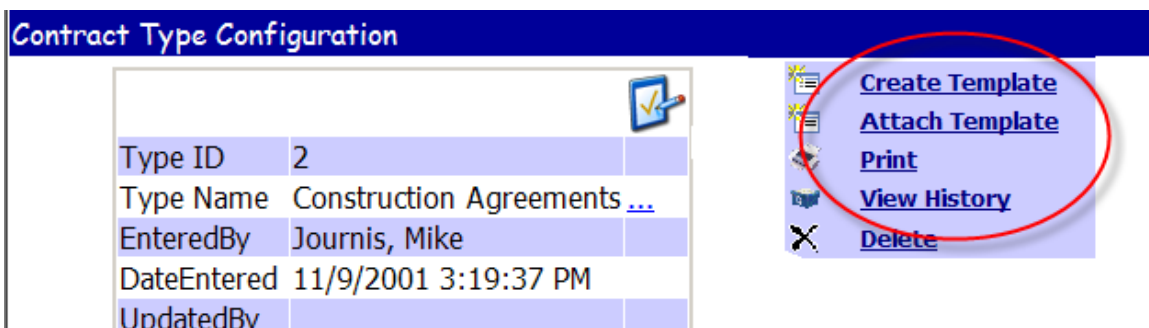 Contract Type Configuration
Create Template
Attach Template
Print
View History
Delete
Type ID 2
Type Name Construction Agreements ...
EnteredBy Journis, Mike
DateEntered 11/9/2001 3:19:37 PM
UpdatedBy